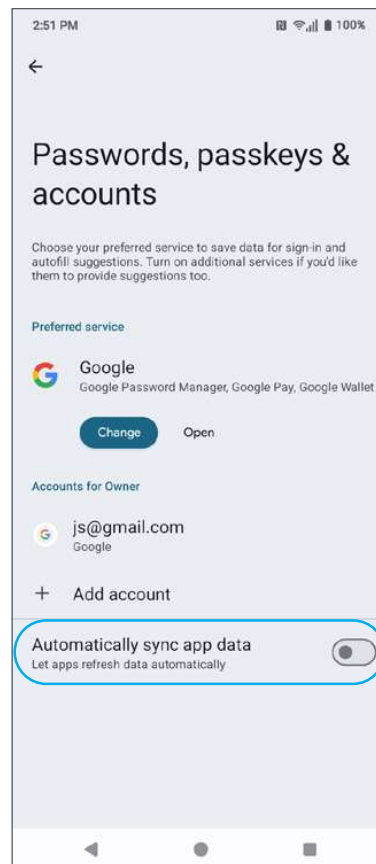 2:51 PM 100%
Passwords, passkeys &
accounts
Choose your preferred service to save data for sign-in and
autofill suggestions. Turn on additional services if you'd like
them to provide suggestions too.
Preferred service
Google
Google Password Manager, Google Pay, Google Wallet
Change Open
Accounts for Owner
js@gmail.com
Google
+ Add account
Automatically sync app data
Let apps refresh data automatically